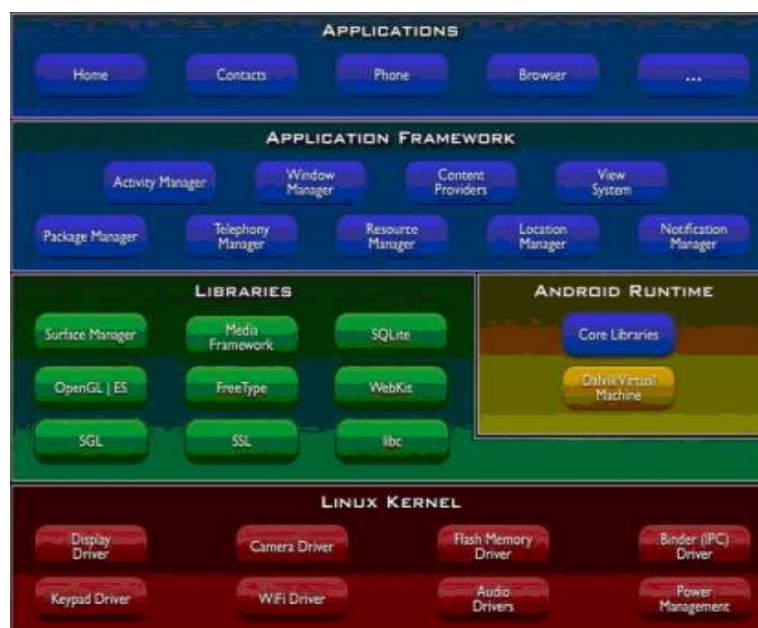 APPLICATIONS
Home
Contacts
Phone
Browser
...
APPLICATION FRAMEWORK
Activity Manager
Window
Manager
Content
Providers
View
System
Package Manager
Telephony
Manager
Resource
Manager
Location
Manager
Notification
Manager
LIBRARIES
Surface Manager
Media
Framework
SQLite
OpenGL | ES
FreeType
WebKit
SGL
SSL
libc
ANDROID RUNTIME
Core Libraries
Dalvik Virtual
Machine
LINUX KERNEL
Display
Driver
Camera Driver
Flash Memory
Driver
Binder (IPC)
Driver
Keypad Driver
WiFi Driver
Audio
Drivers
Power
Management